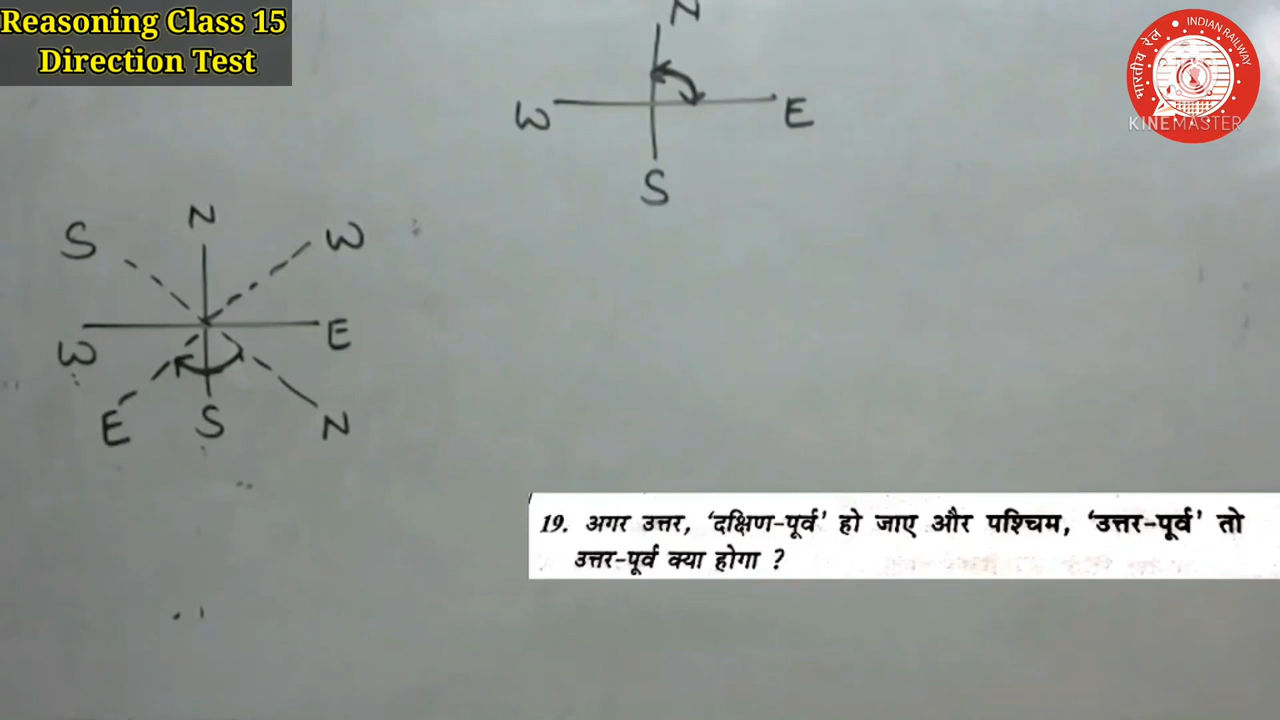 Reasoning Class 15
Direction Test
N
W E
S
भारतीय रेल INDIAN RAILWAY
KINEMASTER
N
S W
W E
E S N
19. अगर उत्तर, ‘दक्षिण-पूर्व’ हो जाए और पश्चिम, ‘उत्तर-पूर्व’ तो
उत्तर-पूर्व क्या होगा ?